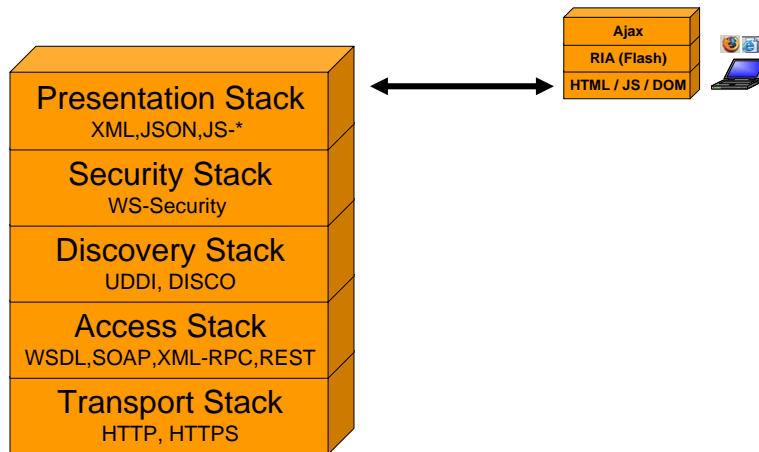 Ajax
RIA (Flash)
HTML / JS / DOM
Presentation Stack
XML,JSON,JS-*
Security Stack
WS-Security
Discovery Stack
UDDI, DISCO
Access Stack
WSDL,SOAP,XML-RPC,REST
Transport Stack
HTTP, HTTPS